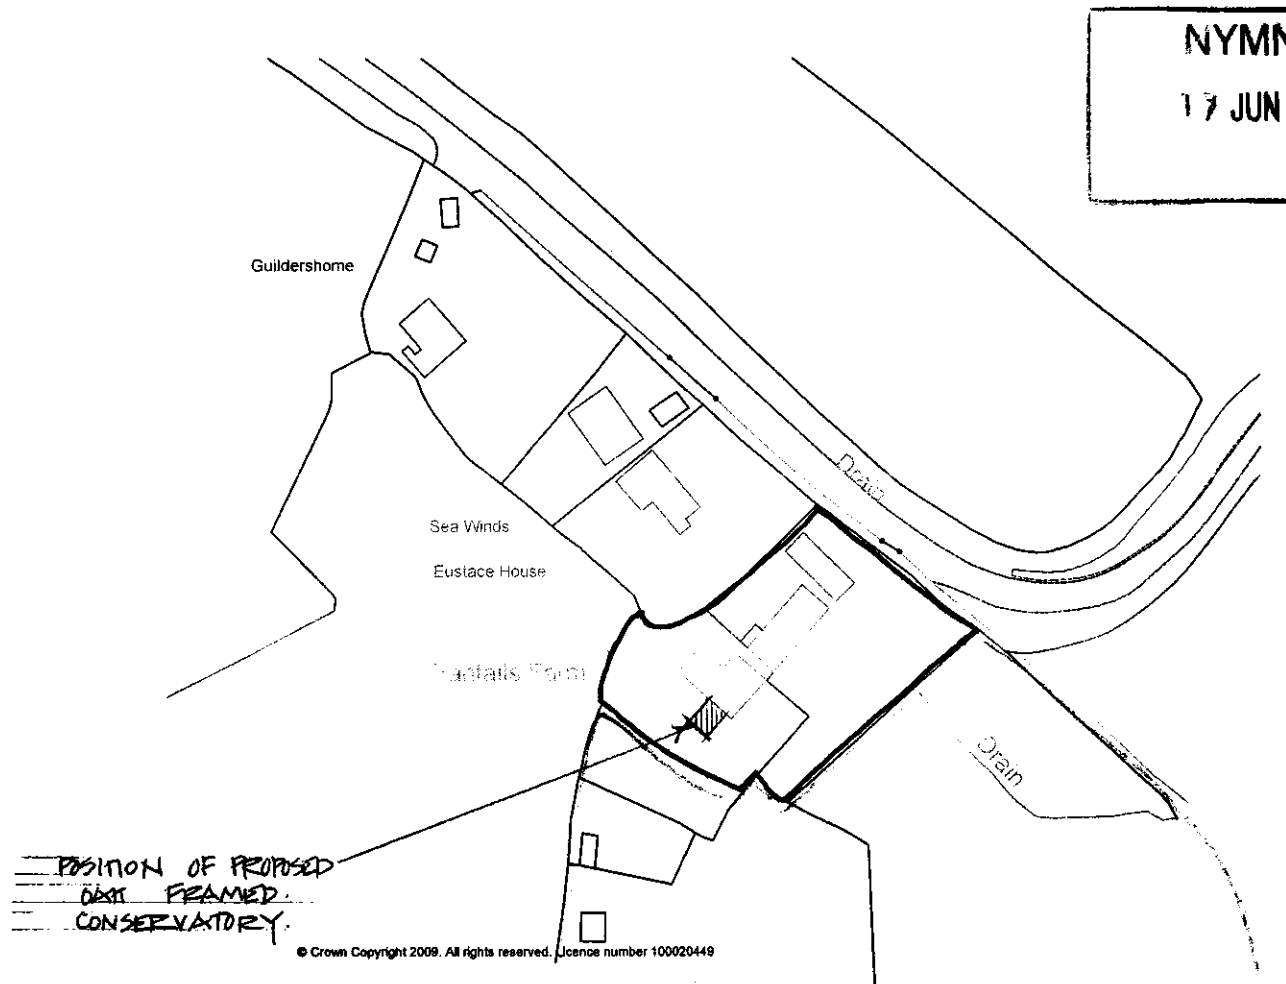 NYMN
17 JUN
Guildershome
Drain
Sea Winds
Eustace House
Drain
POSITION OF PROPOSED
OAK FRAMED.
CONSERVATORY.
© Crown Copyright 2009. All rights reserved. Licence number 100020449